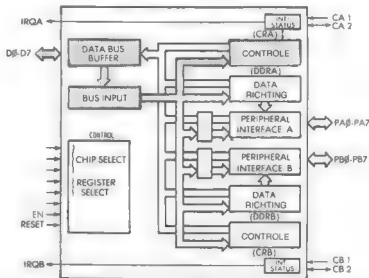 IRQA
INT.
STATUS
CA 1
CA 2
(CRA)
DØ-D7
DATA BUS
BUFFER
CONTROLE
(DDRA)
BUS INPUT
DATA
RICHTING
CONTROL
PERIPHERAL
INTERFACE A
PAØ-PA7
CHIP SELECT
PERIPHERAL
INTERFACE B
PBØ-PB7
REGISTER
SELECT
DATA
RICHTING
EN
RESET
(DDRB)
CONTROLE
(CRB)
IRQB
INT.
STATUS
CB 1
CB 2